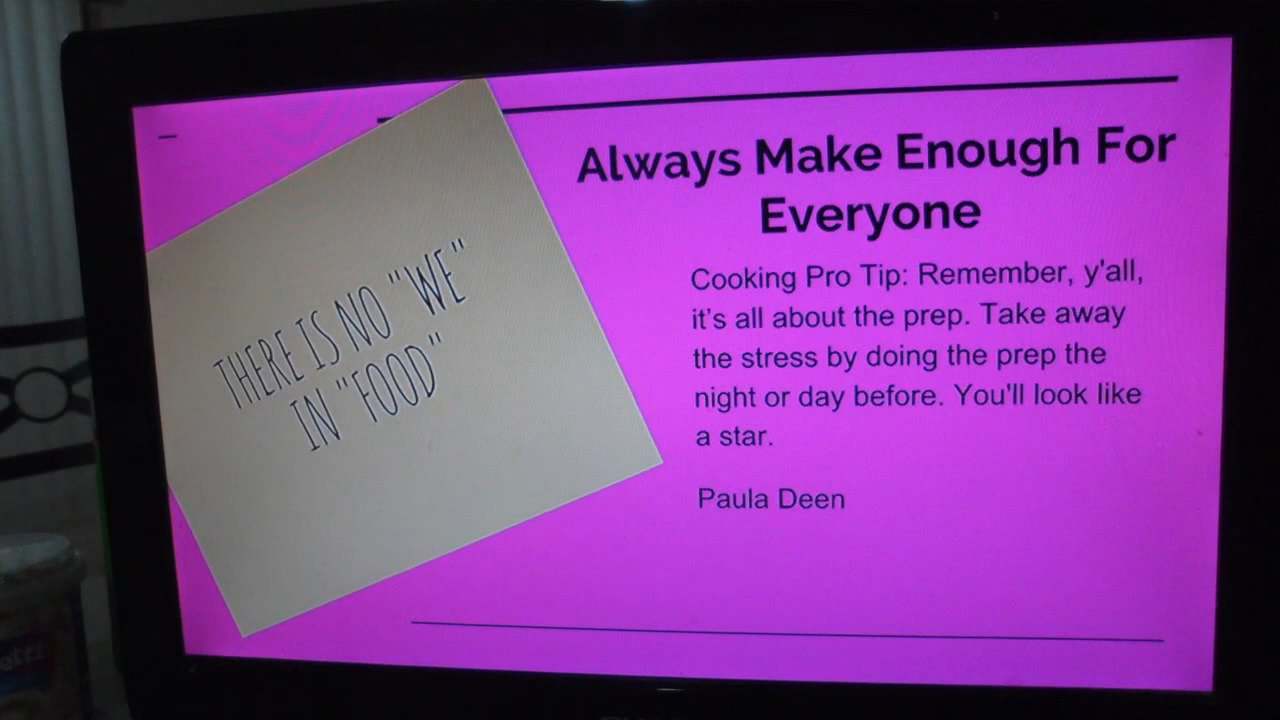 THERE IS NO "WE"
IN "FOOD"
Always Make Enough For
Everyone
Cooking Pro Tip: Remember, y'all,
it's all about the prep. Take away
the stress by doing the prep the
night or day before. You'll look like
a star.
Paula Deen